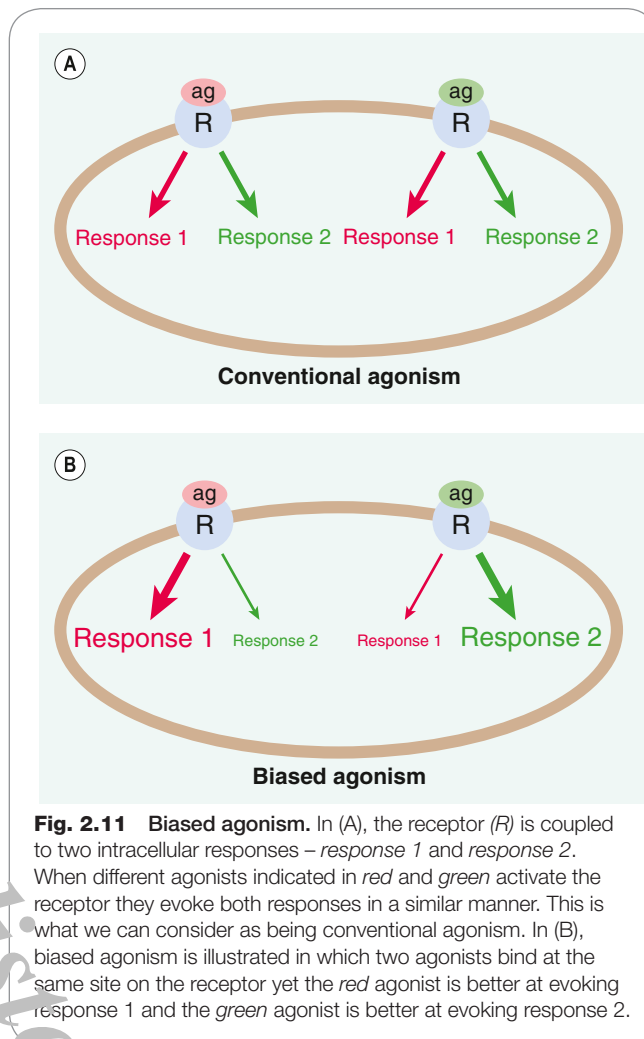 A
ag
ag
R
R
Response 1
Response 2
Response 1
Response 2
Conventional agonism
B
ag
ag
R
R
Response 1
Response 2
Response 1
Response 2
Biased agonism
Fig. 2.11 Biased agonism. In (A), the receptor (R) is coupled
to two intracellular responses – response 1 and response 2.
When different agonists indicated in red and green activate the
receptor they evoke both responses in a similar manner. This is
what we can consider as being conventional agonism. In (B),
biased agonism is illustrated in which two agonists bind at the
same site on the receptor yet the red agonist is better at evoking
response 1 and the green agonist is better at evoking response 2.